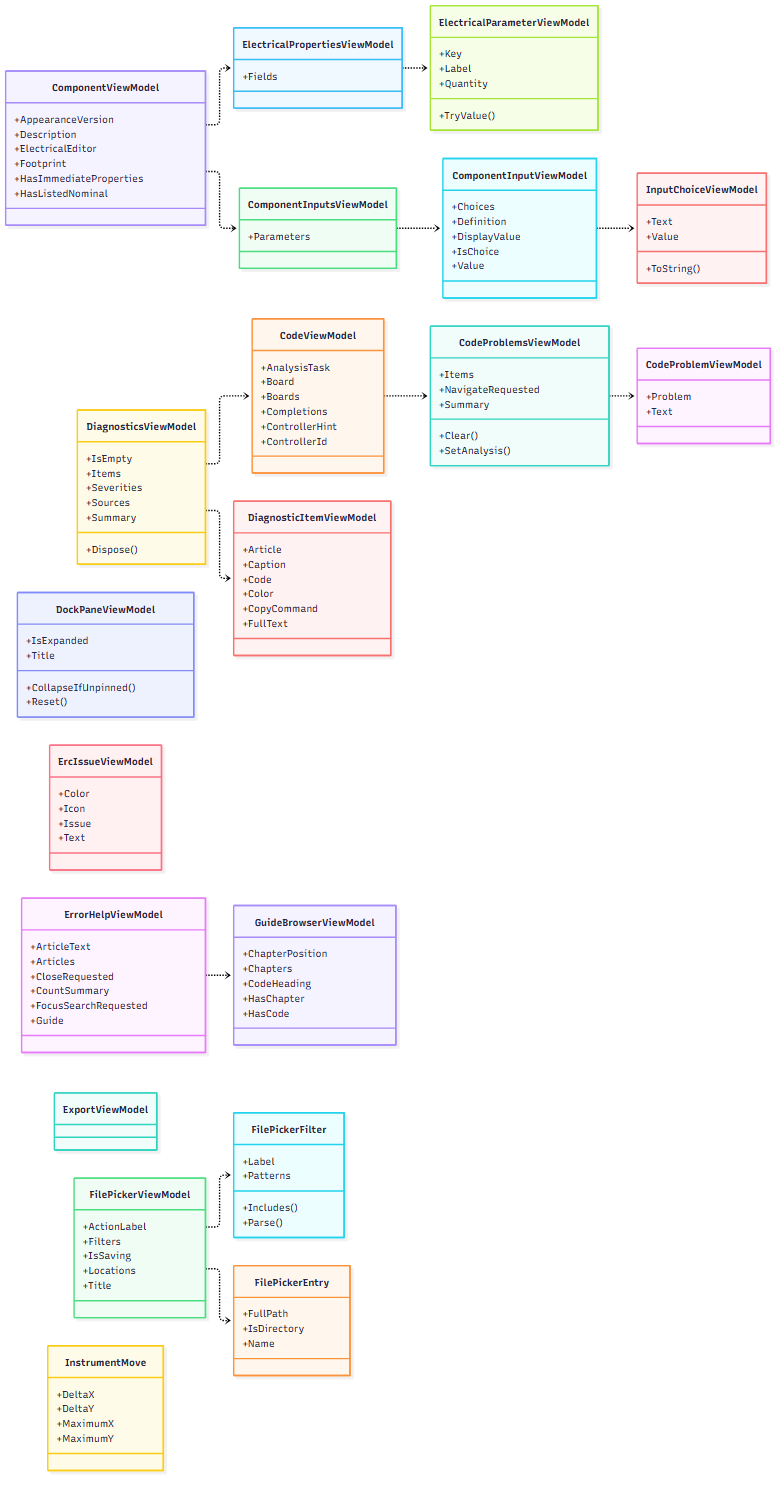 ComponentViewModel
+AppearanceVersion
+Description
+ElectricalEditor
+Footprint
+HasImmediateProperties
+HasListedNominal
ElectricalPropertiesViewModel
+Fields
ElectricalParameterViewModel
+Key
+Label
+Quantity
+TryValue()
ComponentInputsViewModel
+Parameters
ComponentInputViewModel
+Choices
+Definition
+DisplayValue
+IsChoice
+Value
InputChoiceViewModel
+Text
+Value
+ToString()
DiagnosticsViewModel
+IsEmpty
+Items
+Severities
+Sources
+Summary
+Dispose()
CodeViewModel
+AnalysisTask
+Board
+Boards
+Completions
+ControllerHint
+ControllerId
CodeProblemsViewModel
+Items
+NavigateRequested
+Summary
+Clear()
+SetAnalysis()
CodeProblemViewModel
+Problem
+Text
DiagnosticItemViewModel
+Article
+Caption
+Code
+Color
+CopyCommand
+FullText
DockPaneViewModel
+IsExpanded
+Title
+CollapseIfUnpinned()
+Reset()
ErcIssueViewModel
+Color
+Icon
+Issue
+Text
ErrorHelpViewModel
+ArticleText
+Articles
+CloseRequested
+CountSummary
+FocusSearchRequested
+Guide
GuideBrowserViewModel
+ChapterPosition
+Chapters
+CodeHeading
+HasChapter
+HasCode
ExportViewModel
FilePickerViewModel
+ActionLabel
+Filters
+IsSaving
+Locations
+Title
FilePickerFilter
+Label
+Patterns
+Includes()
+Parse()
FilePickerEntry
+FullPath
+IsDirectory
+Name
InstrumentMove
+DeltaX
+DeltaY
+MaximumX
+MaximumY